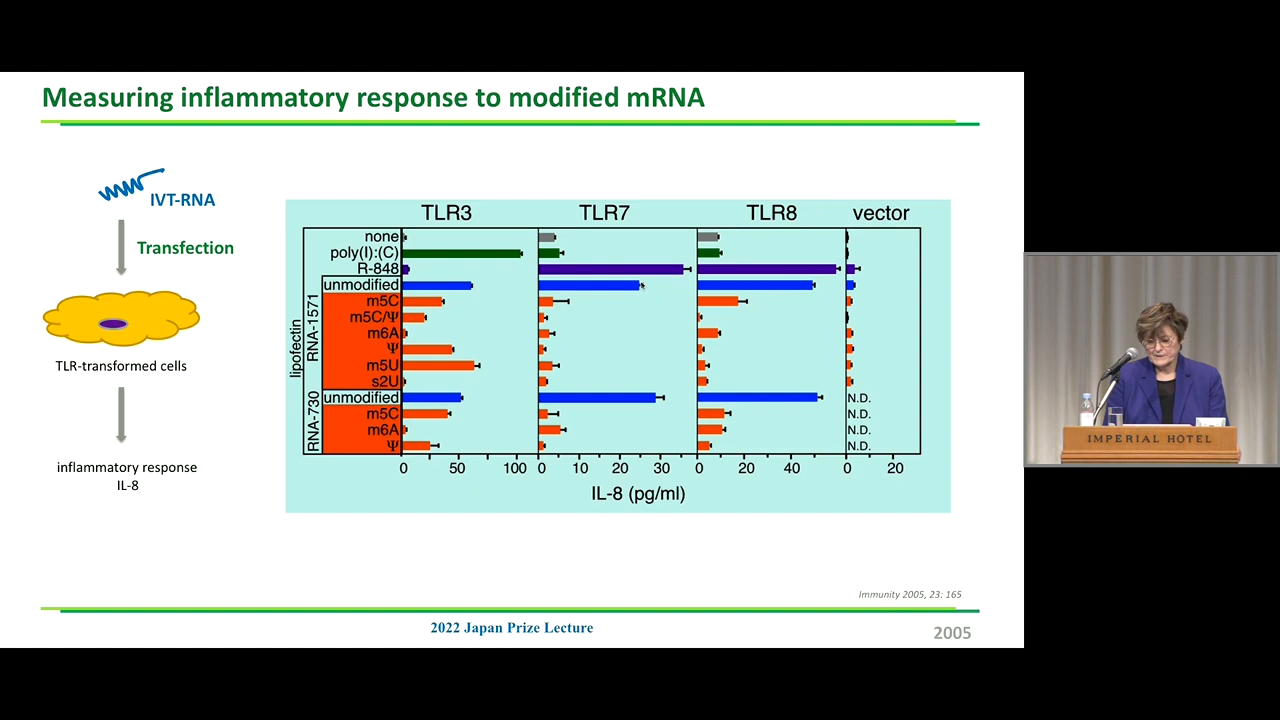 Measuring inflammatory response to modified mRNA
IVT-RNA
Transfection
TLR-transformed cells
inflammatory response
IL-8
TLR3 TLR7 TLR8 vector
none
poly(I):(C)
R-848
lipofectin
RNA-1571
unmodified
m5C
m5C/Ψ
m6A
Ψ
m5U
s2U
RNA-730
unmodified N.D.
m5C N.D.
m6A N.D.
Ψ N.D.
0 50 100 0 10 20 30 0 20 40 0 20
IL-8 (pg/ml)
Immunity 2005, 23: 165
2022 Japan Prize Lecture
2005
IMPERIAL HOTEL